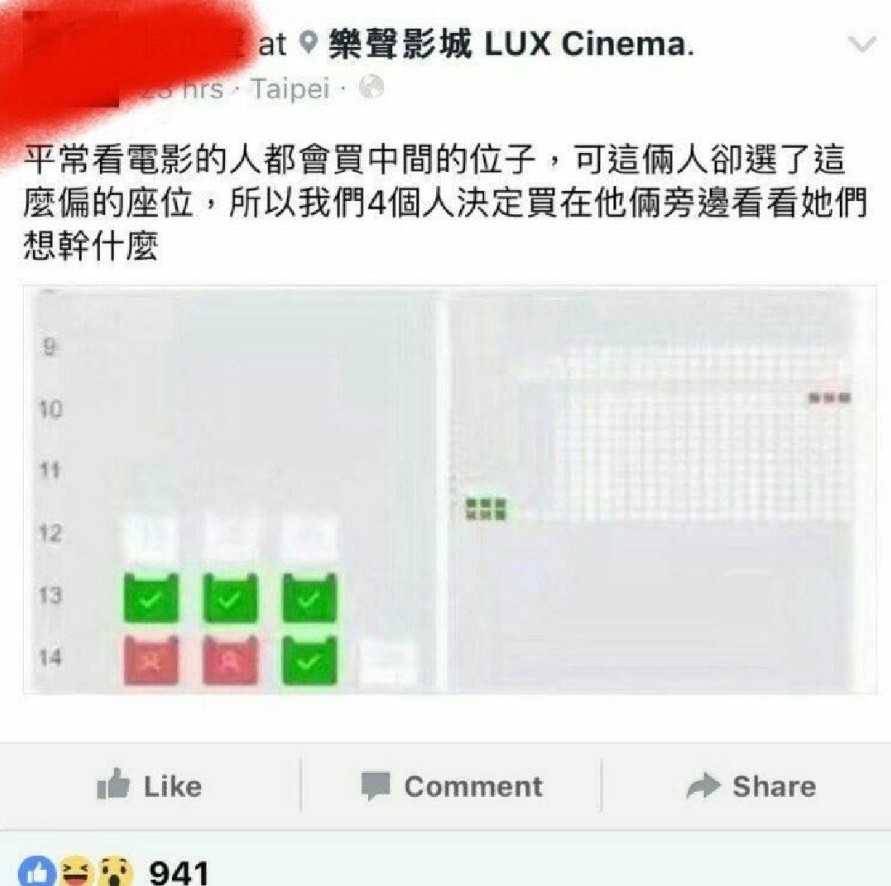 at 樂聲影城 LUX Cinema.
23 hrs · Taipei ·
平常看電影的人都會買中間的位子，可這倆人卻選了這
麼偏的座位，所以我們4個人決定買在他倆旁邊看看她們
想幹什麼
9
10
11
12
13
14
Like
Comment
Share
941